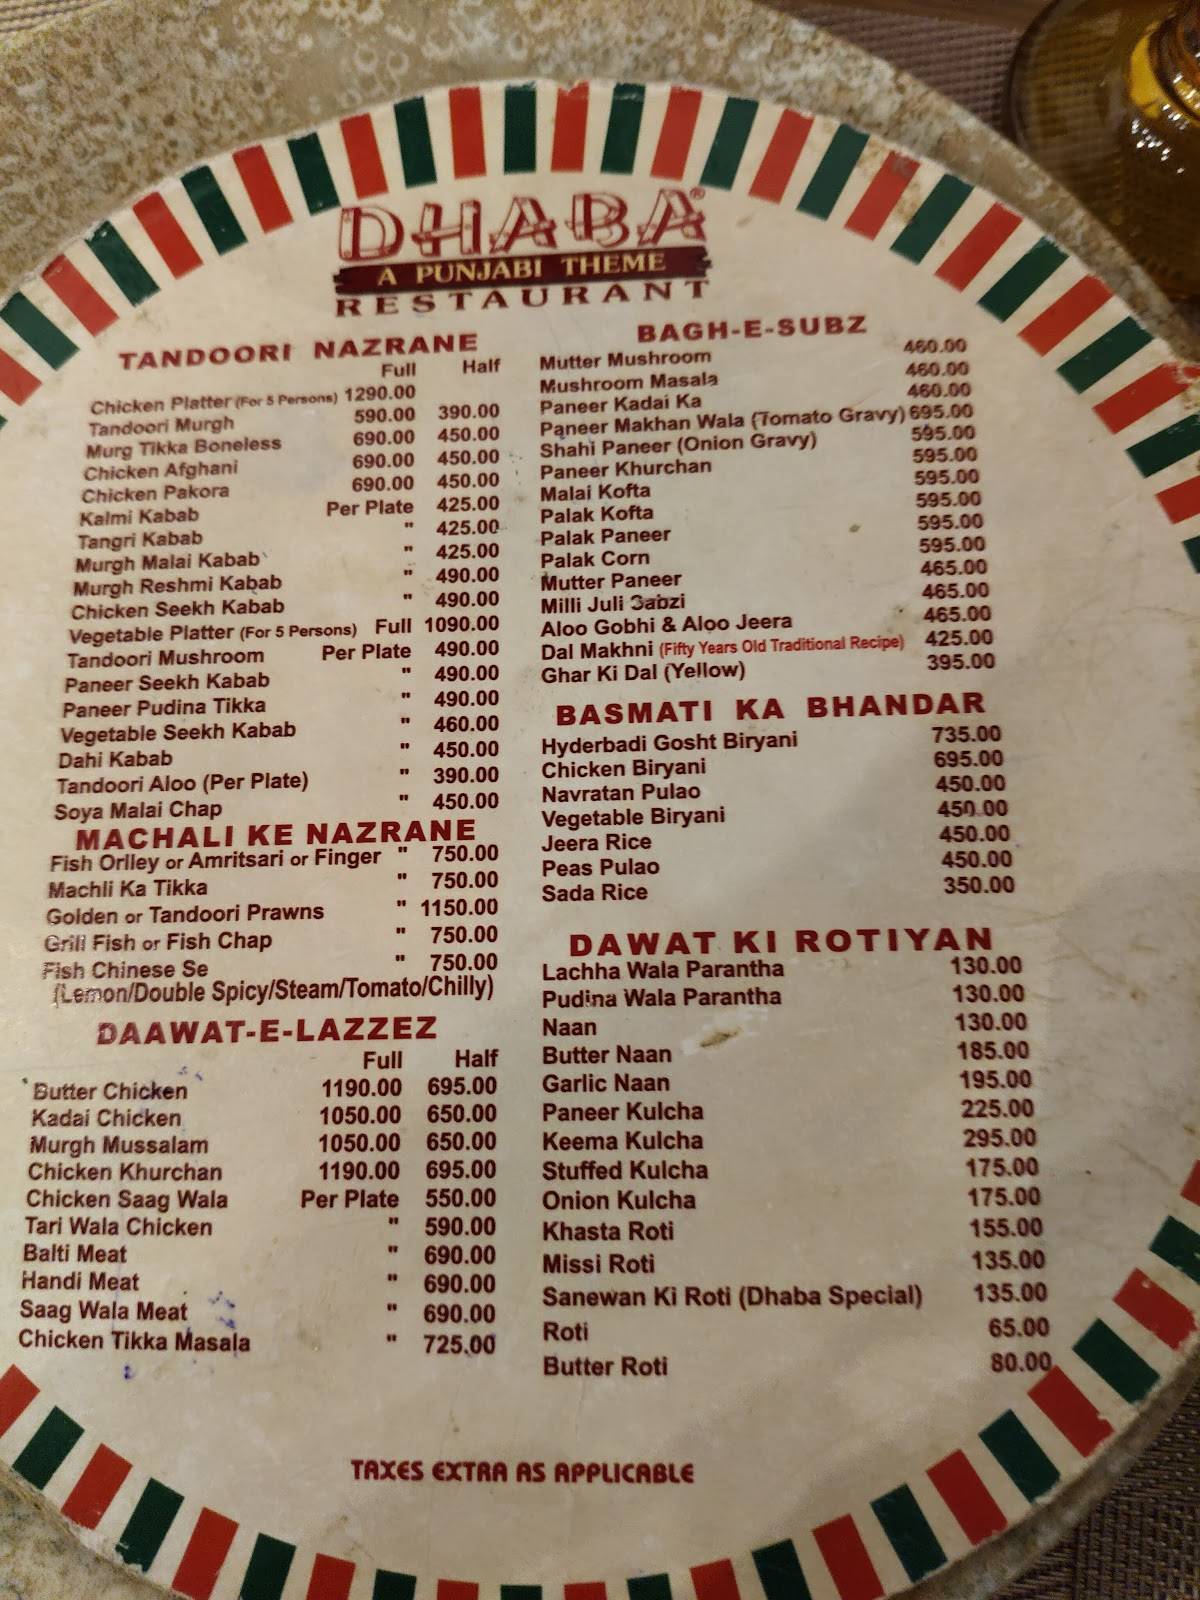 DHABA®
A PUNJABI THEME
RESTAURANT
TANDOORI NAZRANE
Full Half
Chicken Platter (For 5 Persons) 1290.00
Tandoori Murgh 590.00 390.00
Murg Tikka Boneless 690.00 450.00
Chicken Afghani 690.00 450.00
Chicken Pakora 690.00 450.00
Kalmi Kabab Per Plate 425.00
Tangri Kabab " 425.00
Murgh Malai Kabab " 425.00
Murgh Reshmi Kabab " 490.00
Chicken Seekh Kabab " 490.00
Vegetable Platter (For 5 Persons) Full 1090.00
Tandoori Mushroom Per Plate 490.00
Paneer Seekh Kabab " 490.00
Paneer Pudina Tikka " 490.00
Vegetable Seekh Kabab " 460.00
Dahi Kabab " 450.00
Tandoori Aloo (Per Plate) " 390.00
Soya Malai Chap " 450.00
MACHALI KE NAZRANE
Fish Orlley or Amritsari or Finger " 750.00
Machli Ka Tikka " 750.00
Golden or Tandoori Prawns " 1150.00
Grill Fish or Fish Chap " 750.00
Fish Chinese Se " 750.00
(Lemon/Double Spicy/Steam/Tomato/Chilly)
DAAWAT-E-LAZZEZ
Full Half
Butter Chicken 1190.00 695.00
Kadai Chicken 1050.00 650.00
Murgh Mussalam 1050.00 650.00
Chicken Khurchan 1190.00 695.00
Chicken Saag Wala Per Plate 550.00
Tari Wala Chicken " 590.00
Balti Meat " 690.00
Handi Meat " 690.00
Saag Wala Meat " 690.00
Chicken Tikka Masala " 725.00
BAGH-E-SUBZ
Mutter Mushroom 460.00
Mushroom Masala 460.00
Paneer Kadai Ka 460.00
Paneer Makhan Wala (Tomato Gravy) 695.00
Shahi Paneer (Onion Gravy) 595.00
Paneer Khurchan 595.00
Malai Kofta 595.00
Palak Kofta 595.00
Palak Paneer 595.00
Palak Corn 595.00
Mutter Paneer 465.00
Milli Juli Sabzi 465.00
Aloo Gobhi & Aloo Jeera 465.00
Dal Makhni (Fifty Years Old Traditional Recipe) 425.00
Ghar Ki Dal (Yellow) 395.00
BASMATI KA BHANDAR
Hyderbadi Gosht Biryani 735.00
Chicken Biryani 695.00
Navratan Pulao 450.00
Vegetable Biryani 450.00
Jeera Rice 450.00
Peas Pulao 450.00
Sada Rice 350.00
DAWAT KI ROTIYAN
Lachha Wala Parantha 130.00
Pudina Wala Parantha 130.00
Naan 130.00
Butter Naan 185.00
Garlic Naan 195.00
Paneer Kulcha 225.00
Keema Kulcha 295.00
Stuffed Kulcha 175.00
Onion Kulcha 175.00
Khasta Roti 155.00
Missi Roti 135.00
Sanewan Ki Roti (Dhaba Special) 135.00
Roti 65.00
Butter Roti 80.00
TAXES EXTRA AS APPLICABLE